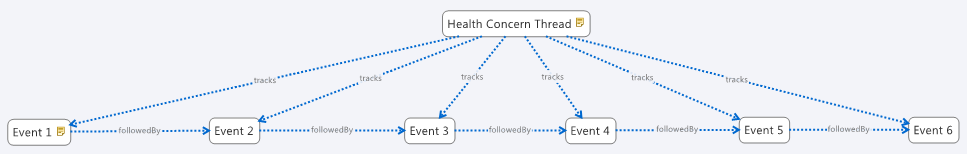 Health Concern Thread
tracks
tracks
tracks
tracks
tracks
tracks
Event 1
followedBy
Event 2
followedBy
Event 3
followedBy
Event 4
followedBy
Event 5
followedBy
Event 6